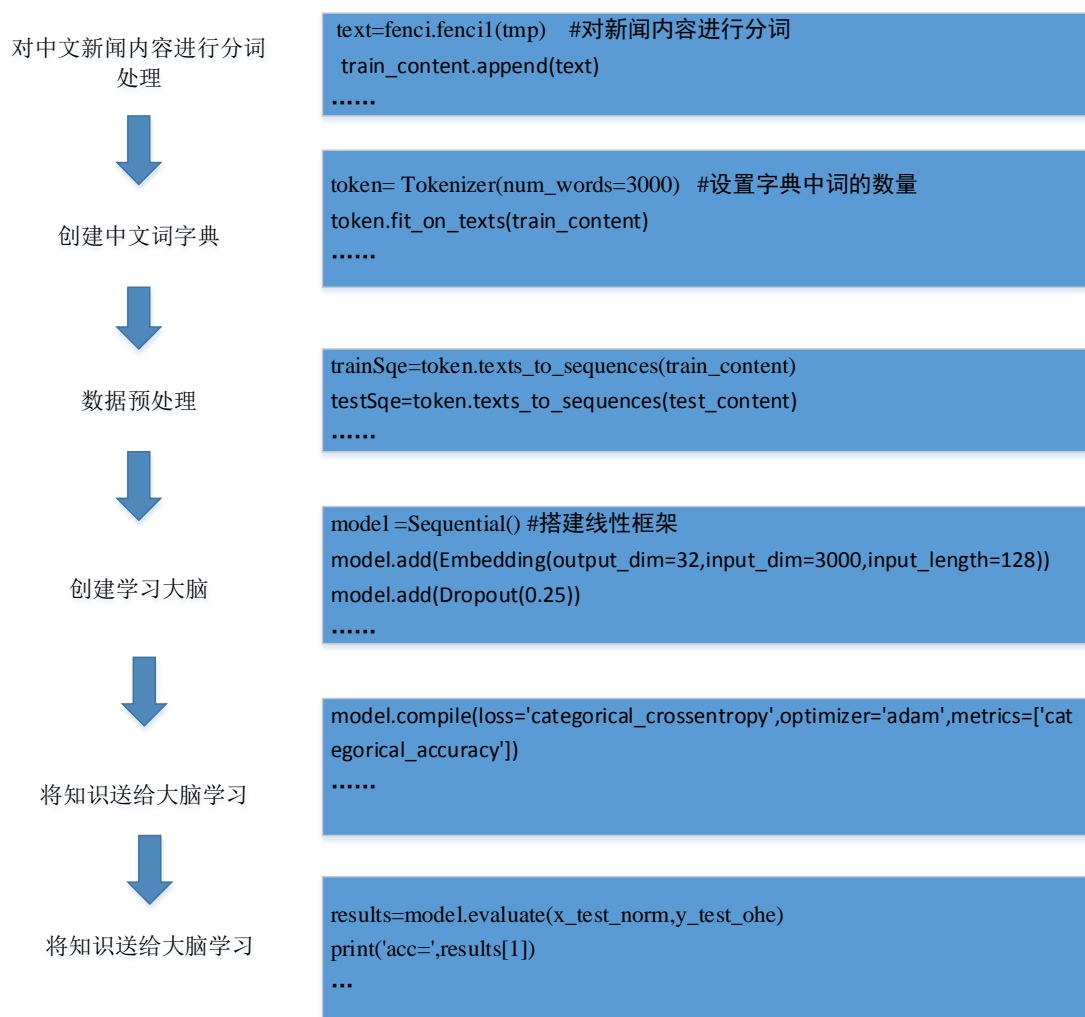 对中文新闻内容进行分词
处理
text=fenci.fenci1(tmp) #对新闻内容进行分词
train_content.append(text)
……
创建中文词字典
token= Tokenizer(num_words=3000) #设置字典中词的数量
token.fit_on_texts(train_content)
……
数据预处理
trainSqe=token.texts_to_sequences(train_content)
testSqe=token.texts_to_sequences(test_content)
……
创建学习大脑
model =Sequential() #搭建线性框架
model.add(Embedding(output_dim=32,input_dim=3000,input_length=128))
model.add(Dropout(0.25))
……
将知识送给大脑学习
model.compile(loss='categorical_crossentropy',optimizer='adam',metrics=['cat
egorical_accuracy'])
……
将知识送给大脑学习
results=model.evaluate(x_test_norm,y_test_ohe)
print('acc=',results[1])
…